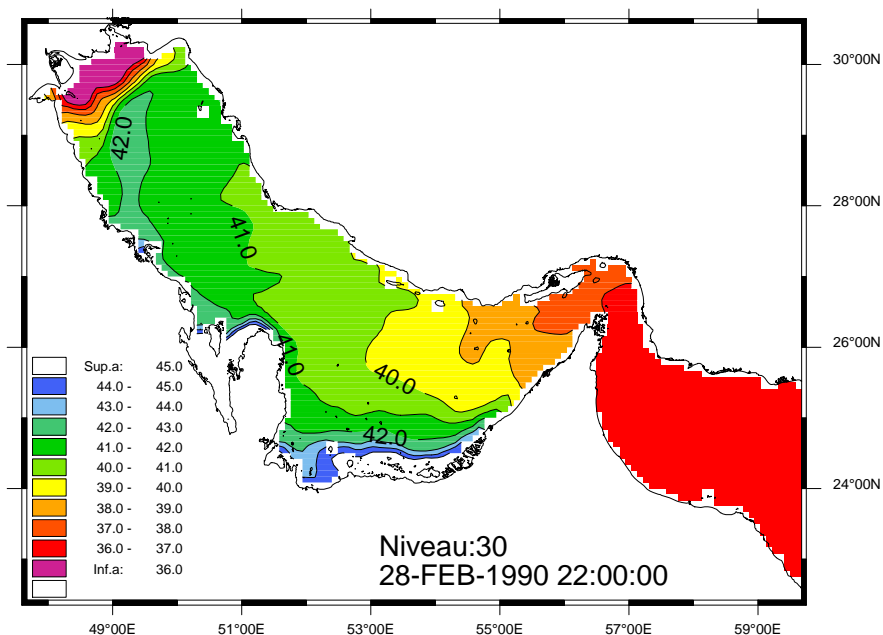 30°00N
28°00N
26°00N
24°00N
42.0
41.0
41.0
40.0
42.0
Sup.a: 45.0
44.0 - 45.0
43.0 - 44.0
42.0 - 43.0
41.0 - 42.0
40.0 - 41.0
39.0 - 40.0
38.0 - 39.0
37.0 - 38.0
36.0 - 37.0
Inf.a: 36.0
Niveau:30
28-FEB-1990 22:00:00
49°00E 51°00E 53°00E 55°00E 57°00E 59°00E